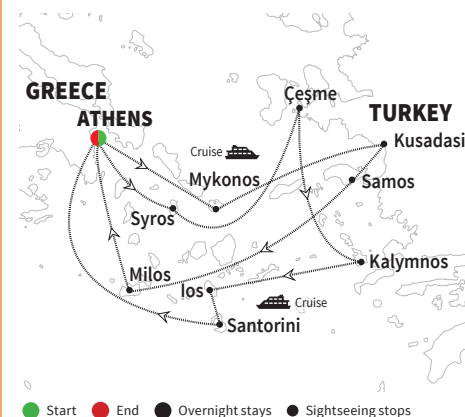 GREECE
ATHENS
Çeşme
TURKEY
Cruise
Kusadasi
Mykonos
Samos
Syros
Milos
Ios
Kalymnos
Cruise
Santorini
Start End Overnight stays Sightseeing stops